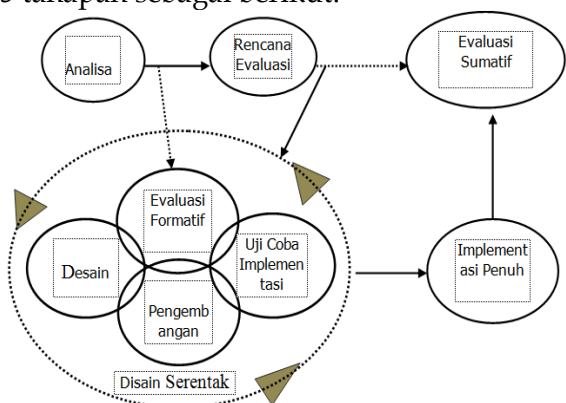 5 tahapan sebagai berikut:
Analisa
Rencana
Evaluasi
Evaluasi
Sumatif
Evaluasi
Formatif
Desain
Uji Coba
Implemen
tasi
Pengemb
angan
Implement
asi Penuh
Disain Serentak